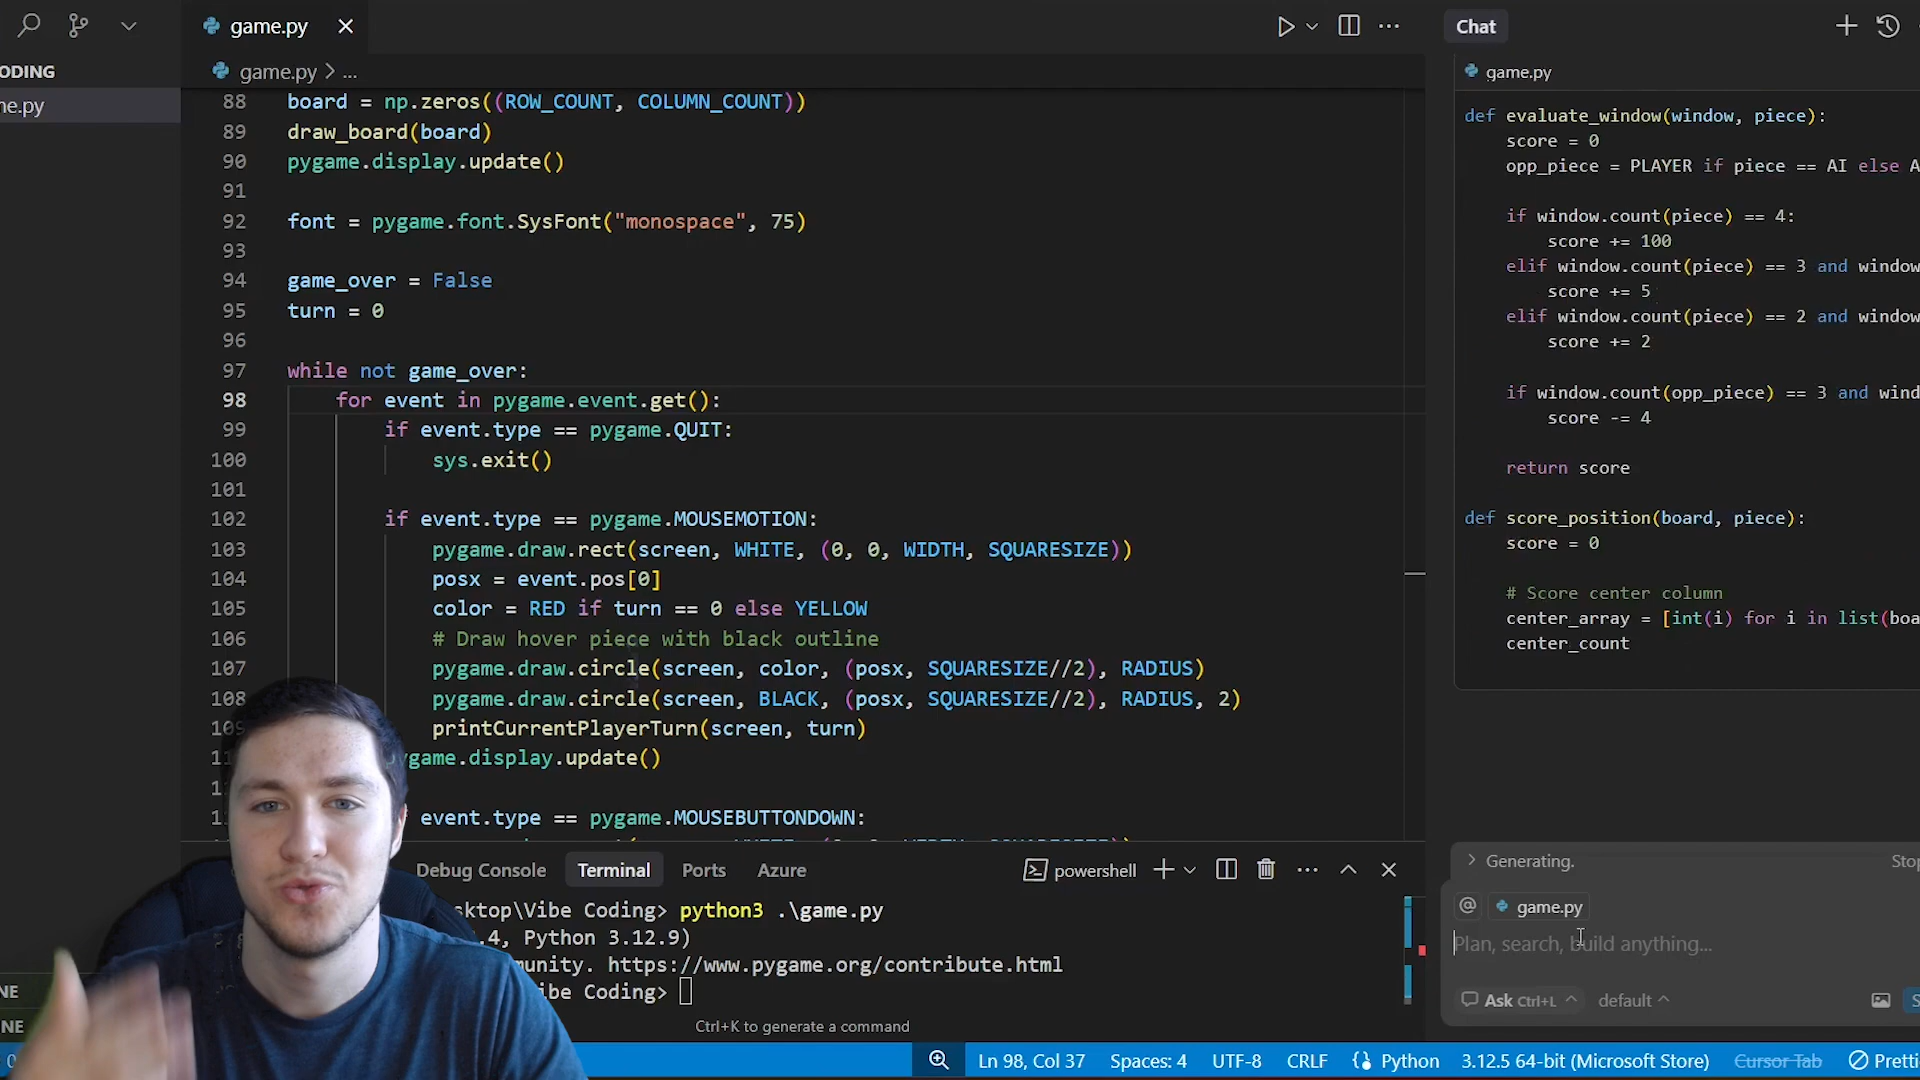 game.py
Chat
ODING
game.py > ...
game.py
ne.py
88 board = np.zeros((ROW_COUNT, COLUMN_COUNT))
89 draw_board(board)
90 pygame.display.update()
91
92 font = pygame.font.SysFont("monospace", 75)
93
94 game_over = False
95 turn = 0
96
97 while not game_over:
98 for event in pygame.event.get():
99 if event.type == pygame.QUIT:
100 sys.exit()
101
102 if event.type == pygame.MOUSEMOTION:
103 pygame.draw.rect(screen, WHITE, (0, 0, WIDTH, SQUARESIZE))
104 posx = event.pos[0]
105 color = RED if turn == 0 else YELLOW
106 # Draw hover piece with black outline
107 pygame.draw.circle(screen, color, (posx, SQUARESIZE//2), RADIUS)
108 pygame.draw.circle(screen, BLACK, (posx, SQUARESIZE//2), RADIUS, 2)
109 printCurrentPlayerTurn(screen, turn)
ygame.display.update()
event.type == pygame.MOUSEBUTTONDOWN:
def evaluate_window(window, piece):
score = 0
opp_piece = PLAYER if piece == AI else A
if window.count(piece) == 4:
score += 100
elif window.count(piece) == 3 and window
score += 5
elif window.count(piece) == 2 and window
score += 2
if window.count(opp_piece) == 3 and wind
score -= 4
return score
def score_position(board, piece):
score = 0
# Score center column
center_array = [int(i) for i in list(boa
center_count
Generating.
Stop
@ game.py
Plan, search, build anything...
Ask Ctrl+L default
Debug Console Terminal Ports Azure
powershell
sktop\Vibe Coding> python3 .\game.py
.4, Python 3.12.9)
munity. https://www.pygame.org/contribute.html
ibe Coding>
Ctrl+K to generate a command
NE
NE
Ln 98, Col 37 Spaces: 4 UTF-8 CRLF Python 3.12.5 64-bit (Microsoft Store) Cursor Tab Pretti